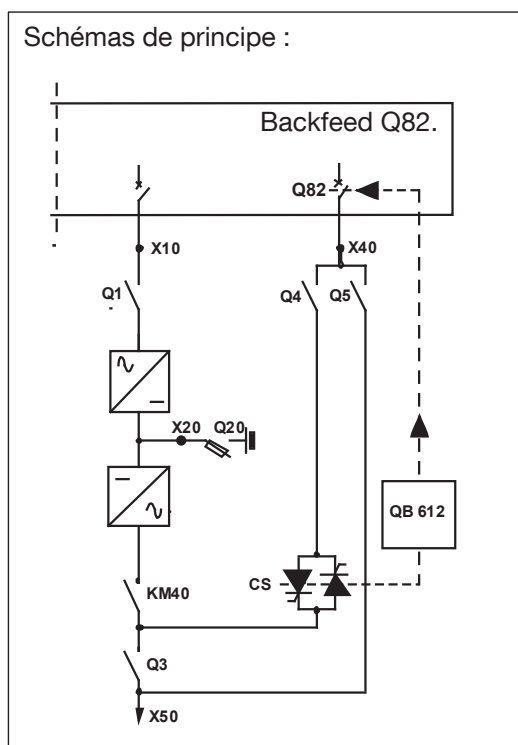 Schémas de principe :
Backfeed Q82.
Q82
X10
X40
Q1
Q4
Q5
X20
Q20
QB 612
CS
KM40
Q3
X50